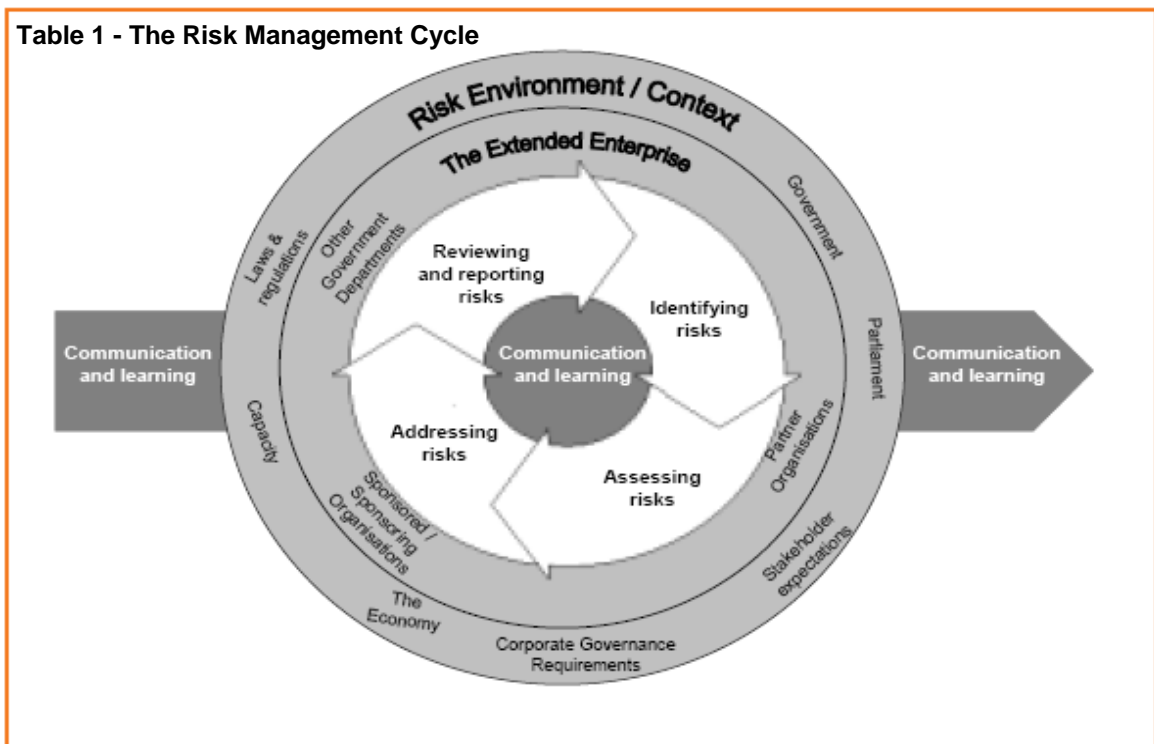 Table 1 - The Risk Management Cycle
Risk Environment / Context
The Extended Enterprise
Government
Laws &
regulations
Other
Government
Departments
Reviewing
and reporting
risks
Identifying
risks
Communication
and learning
Communication
and learning
Communication
and learning
Parliament
Capacity
Addressing
risks
Assessing
risks
Partner
Organisations
Sponsored /
Sponsoring
Organisations
Stakeholder
expectations
The
Economy
Corporate Governance
Requirements